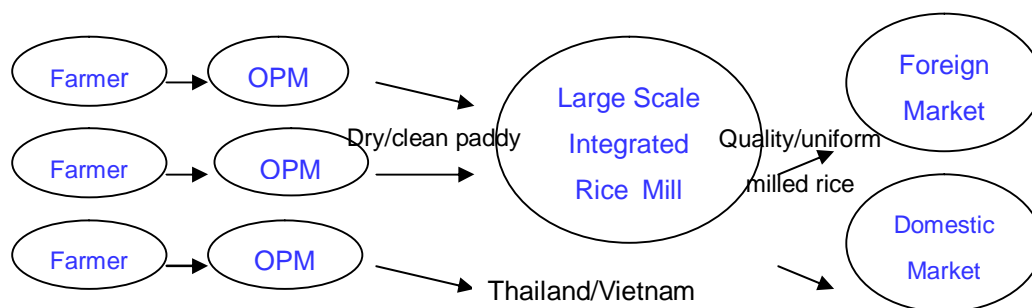 Farmer
OPM
Large Scale
Integrated
Rice Mill
Foreign
Market
Dry/clean paddy
Quality/uniform
milled rice
Farmer
OPM
Farmer
OPM
Domestic
Market
Thailand/Vietnam